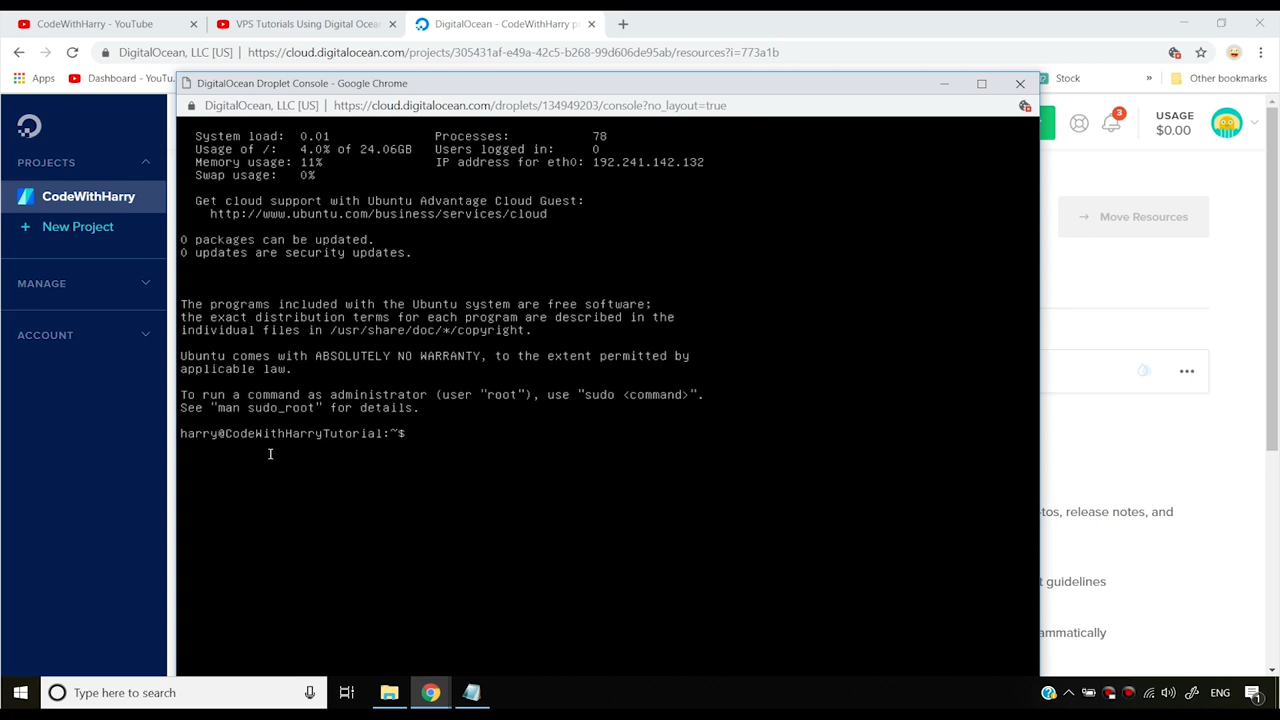 CodeWithHarry - YouTube
VPS Tutorials Using Digital Ocea
DigitalOcean - CodeWithHarry pr
DigitalOcean, LLC [US] | https://cloud.digitalocean.com/projects/305431af-e49a-42c5-b268-99d606de95ab/resources?i=773a1b
Apps
Dashboard - YouTu
Stock
»
Other bookmarks
DigitalOcean Droplet Console - Google Chrome
DigitalOcean, LLC [US] | https://cloud.digitalocean.com/droplets/134949203/console?no_layout=true
PROJECTS
CodeWithHarry
+ New Project
MANAGE
ACCOUNT
3
USAGE
$0.00
→ Move Resources
System load: 0.01 Processes: 78
Usage of /: 4.0% of 24.06GB Users logged in: 0
Memory usage: 11% IP address for eth0: 192.241.142.132
Swap usage: 0%
Get cloud support with Ubuntu Advantage Cloud Guest:
http://www.ubuntu.com/business/services/cloud
0 packages can be updated.
0 updates are security updates.
The programs included with the Ubuntu system are free software;
the exact distribution terms for each program are described in the
individual files in /usr/share/doc/*/copyright.
Ubuntu comes with ABSOLUTELY NO WARRANTY, to the extent permitted by
applicable law.
To run a command as administrator (user "root"), use "sudo <command>".
See "man sudo_root" for details.
harry@CodeWithHarryTutorial:~$
etos, release notes, and
t guidelines
ammatically
Type here to search
ENG
1